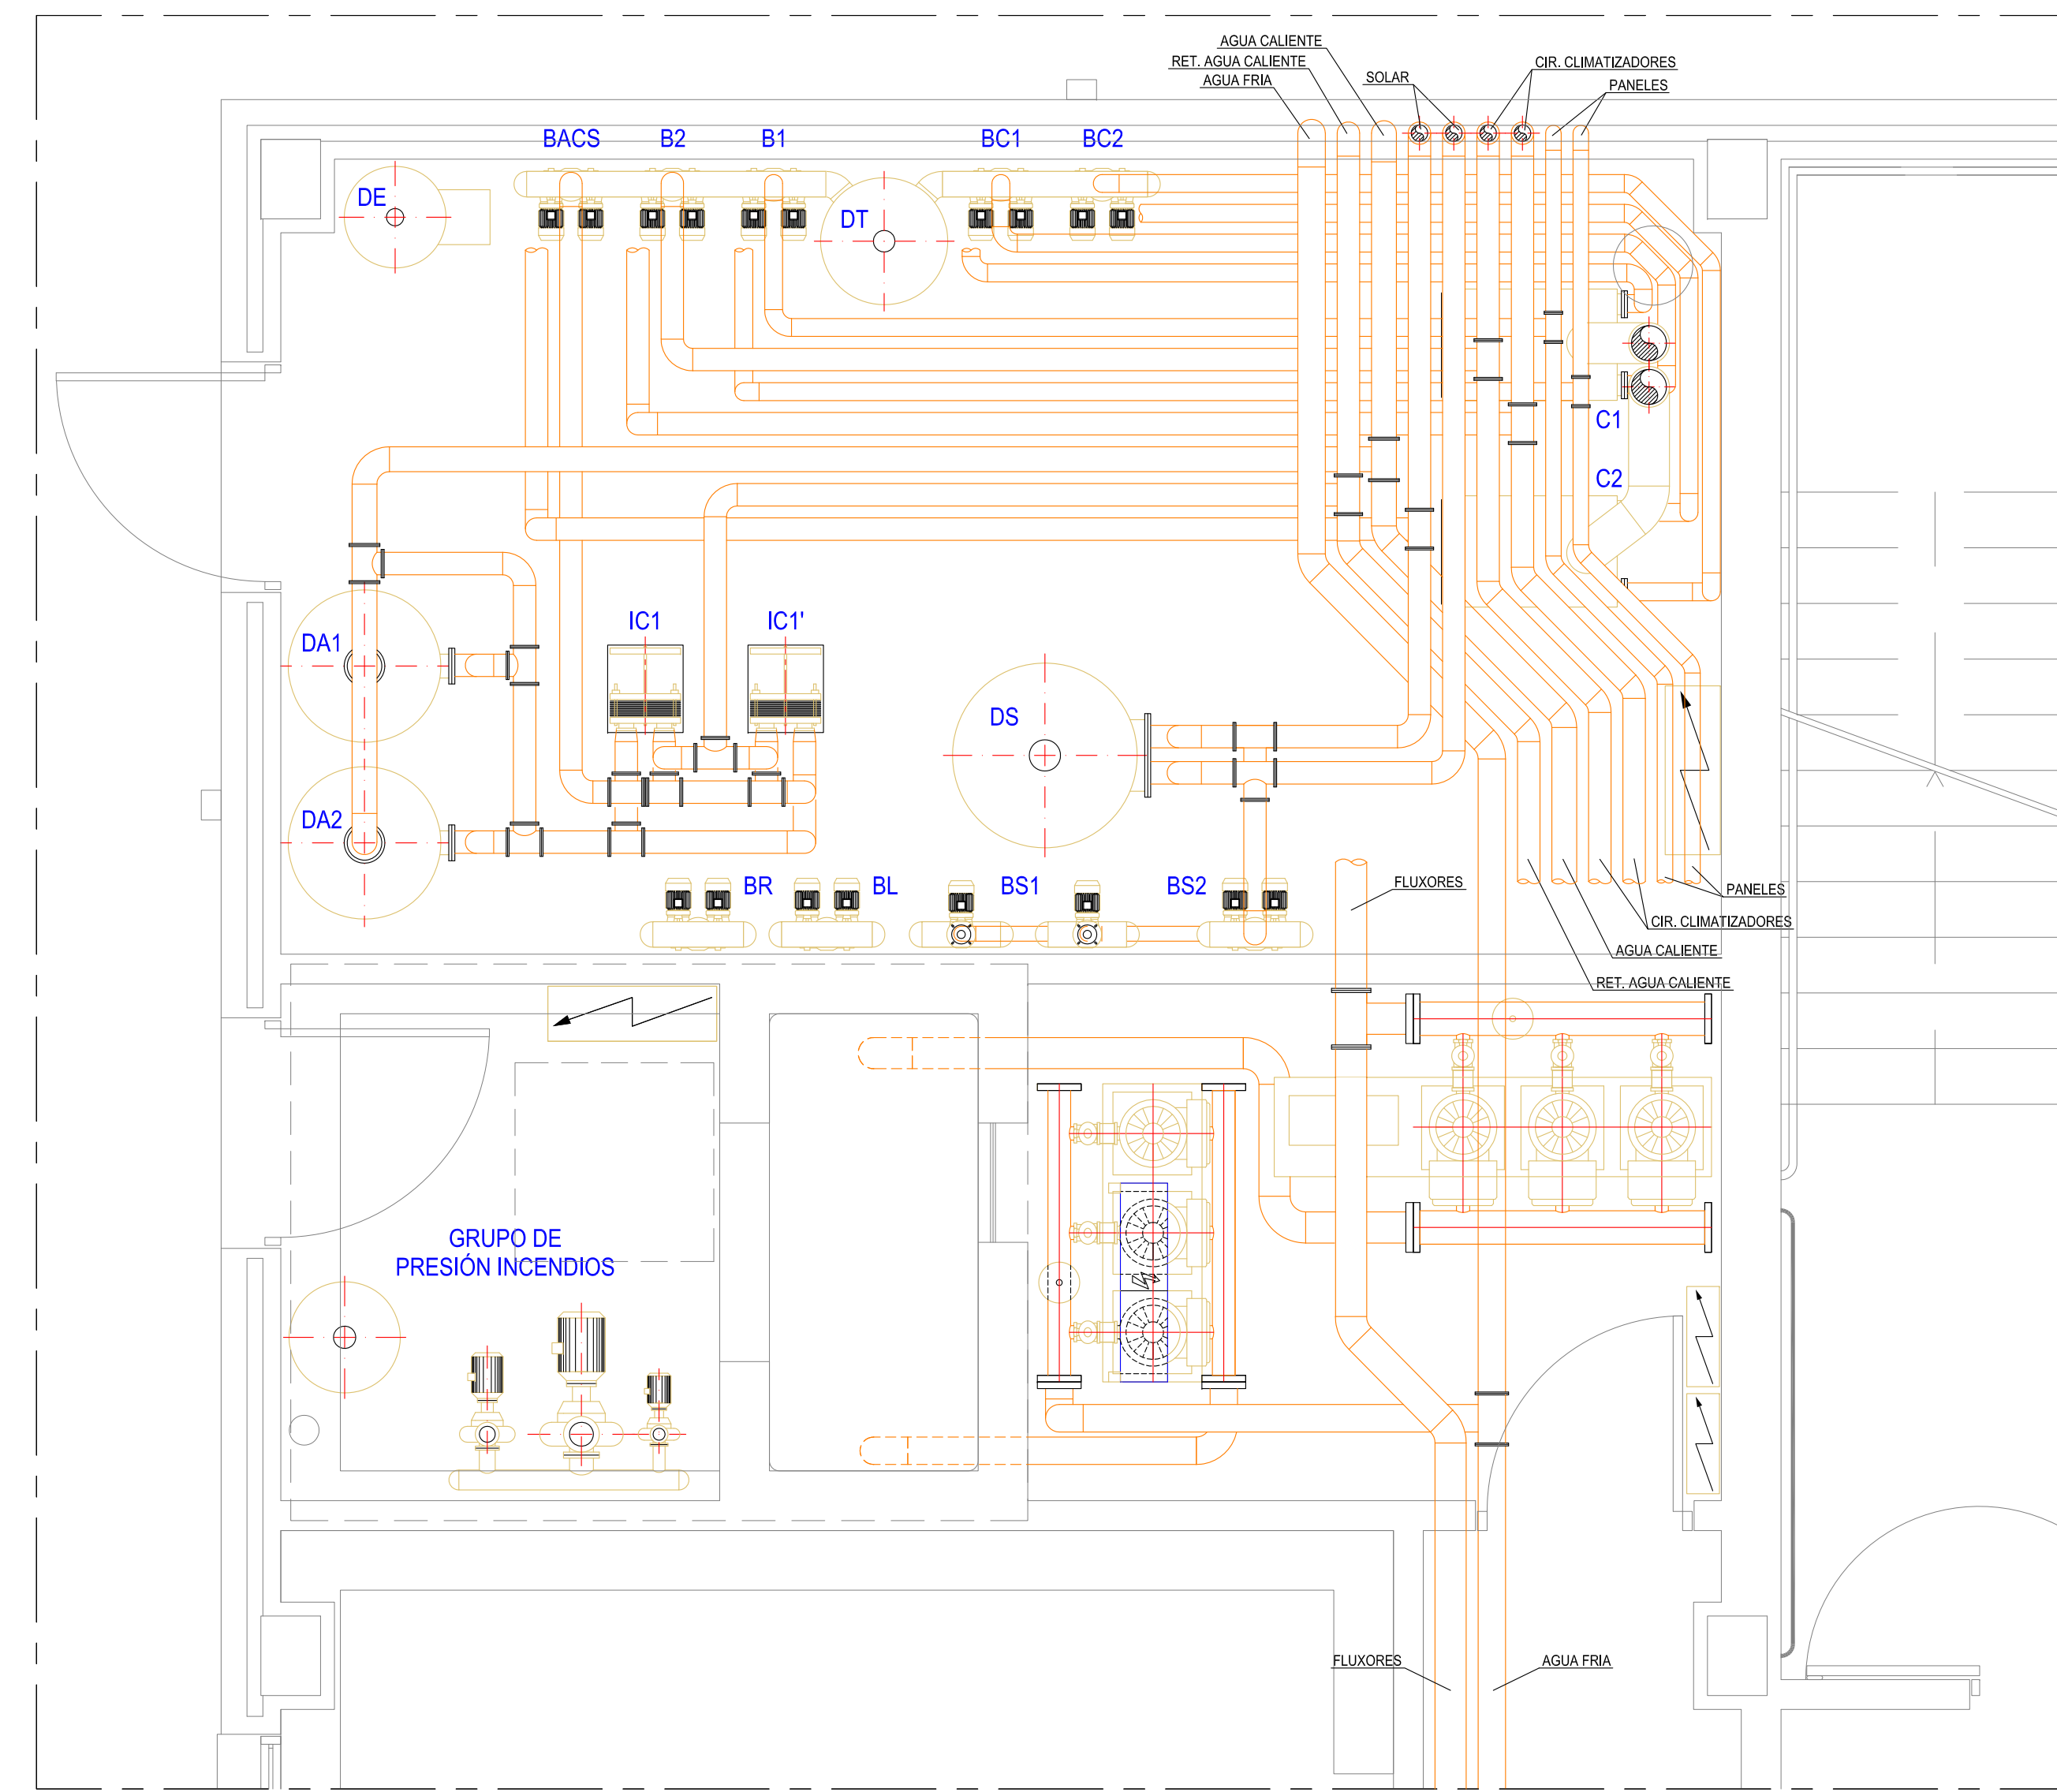 AGUA CALIENTE
RET. AGUA CALIENTE
AGUA FRIA
SOLAR
CIR. CLIMATIZADORES
PANELES
BACS
B2
B1
BC1
BC2
DE
DT
C1
C2
IC1
IC1'
DA1
DS
DA2
BR
BL
BS1
BS2
FLUXORES
PANELES
CIR. CLIMATIZADORES
AGUA CALIENTE
RET. AGUA CALIENTE
GRUPO DE
PRESIÓN INCENDIOS
FLUXORES
AGUA FRIA